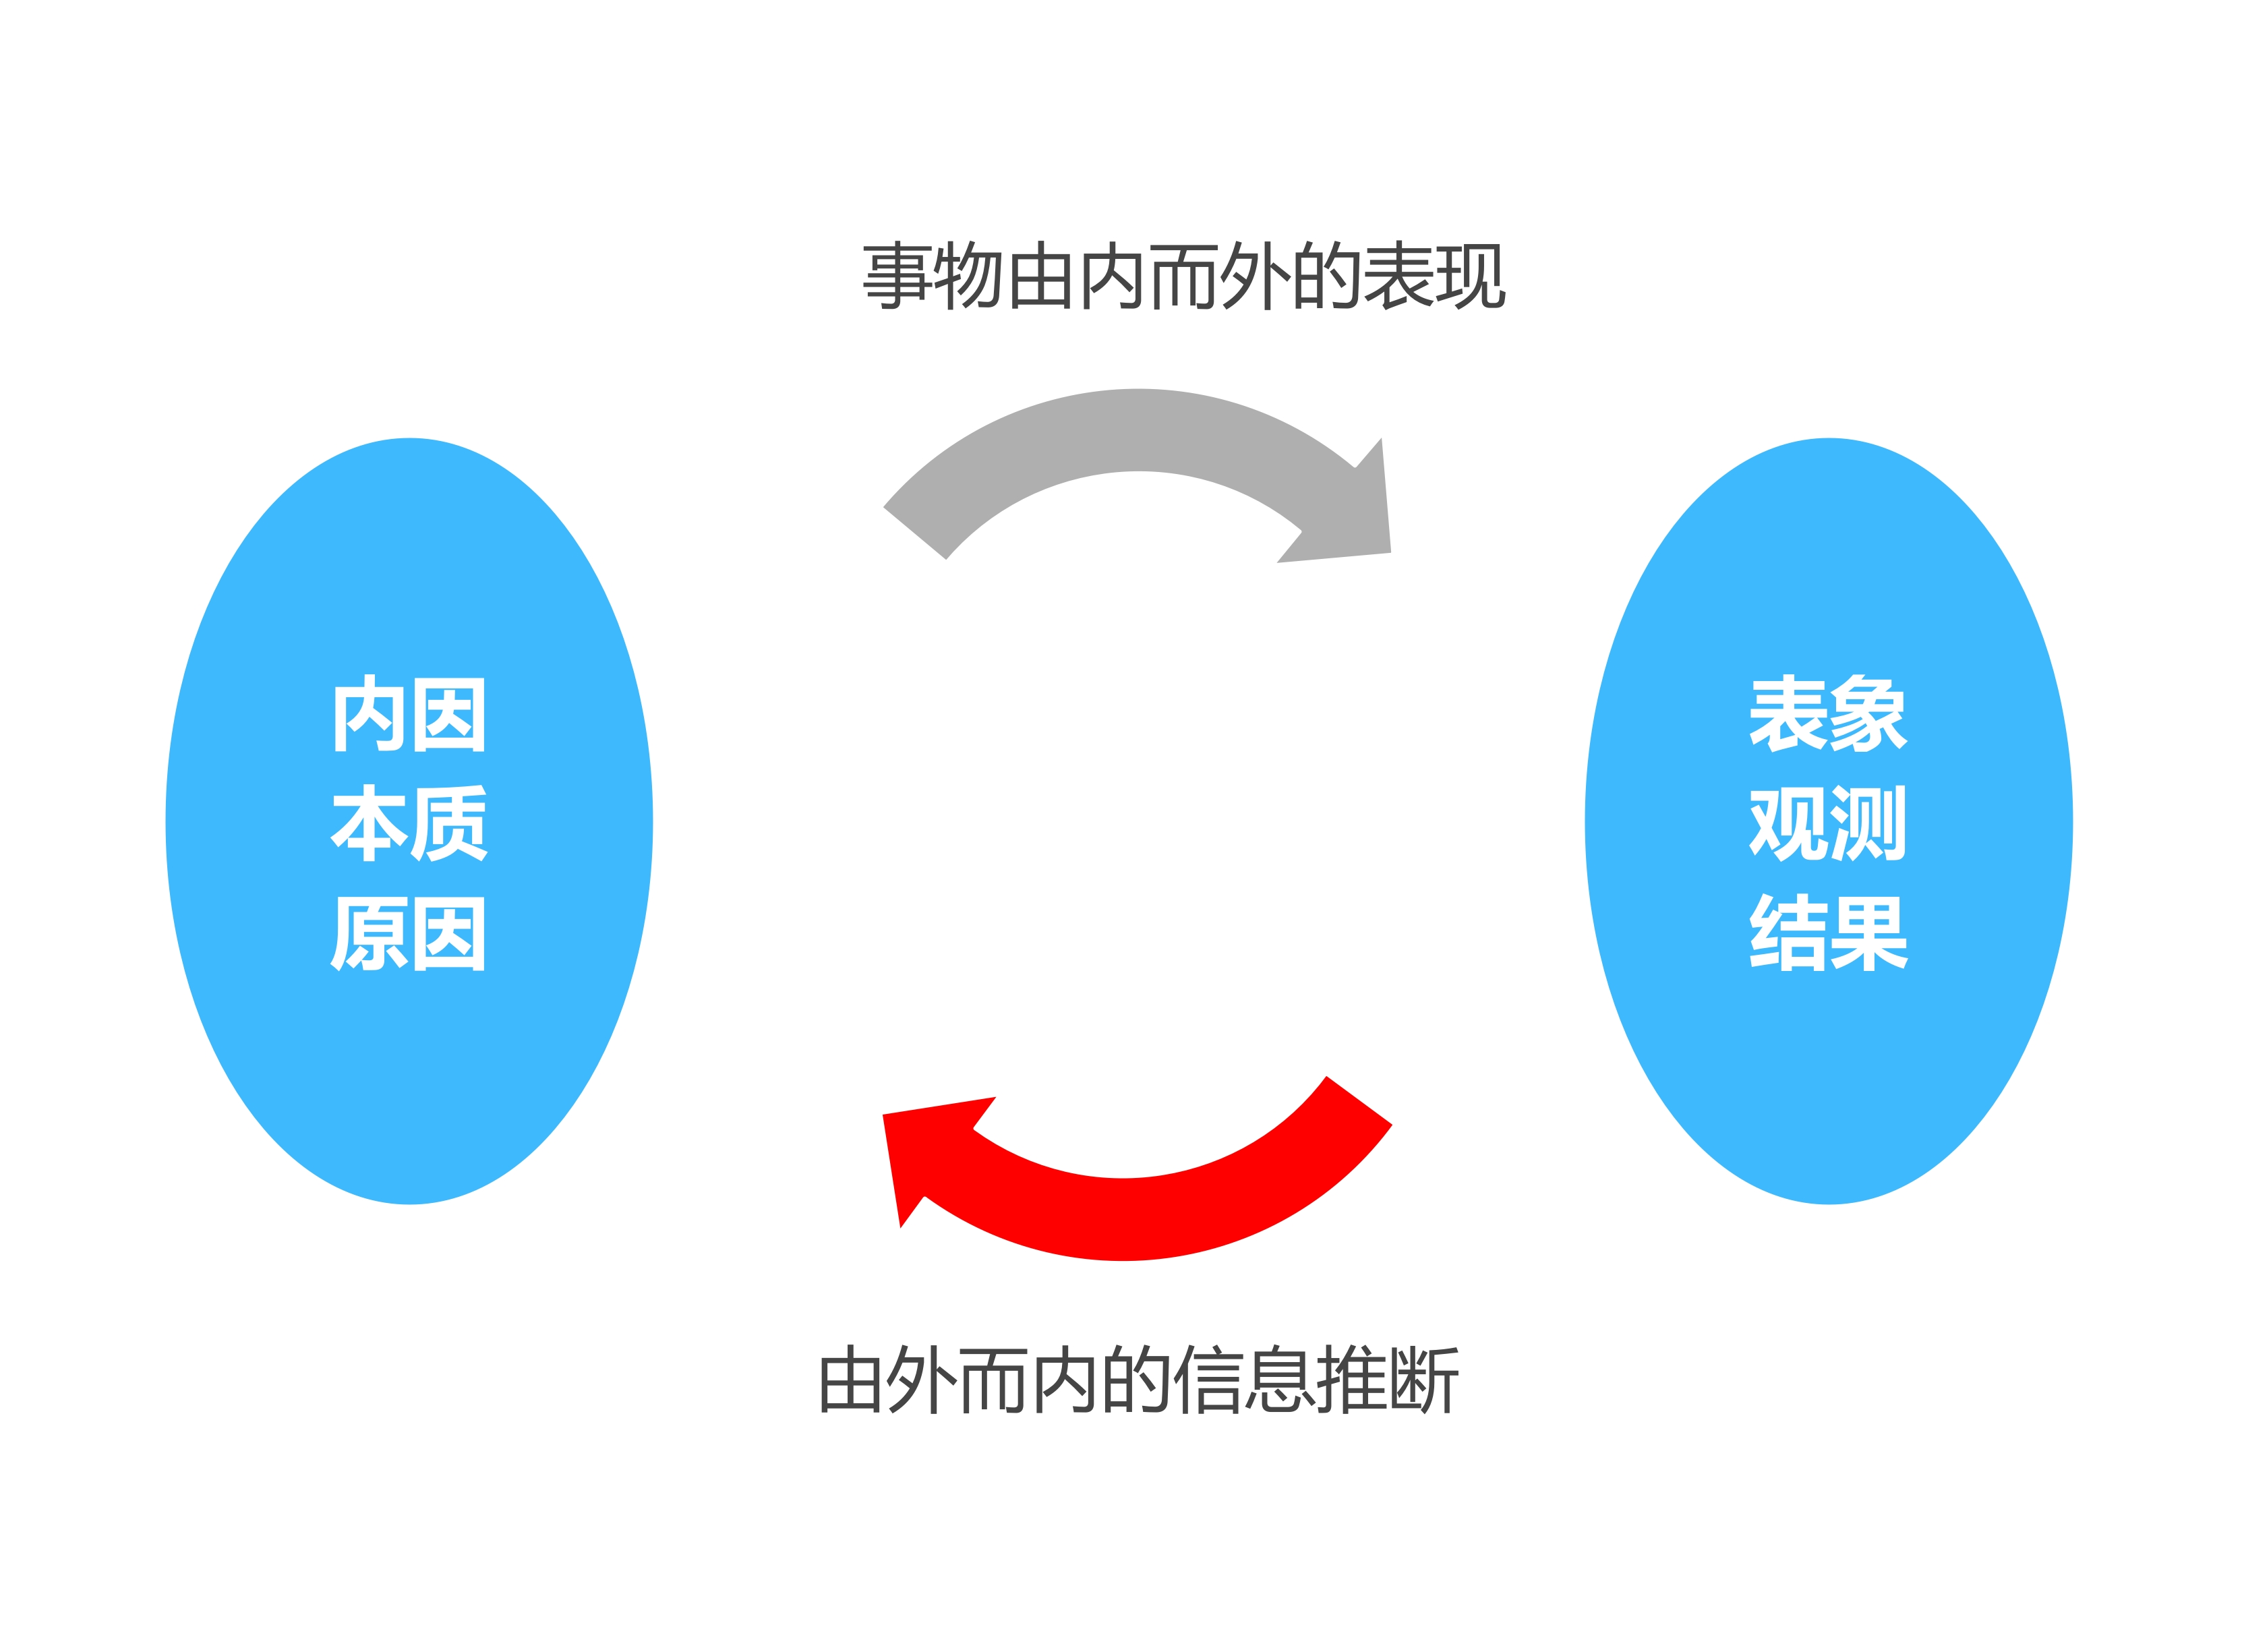 事物由内而外的表现
内因
本质
原因
表象
观测
结果
由外而内的信息推断